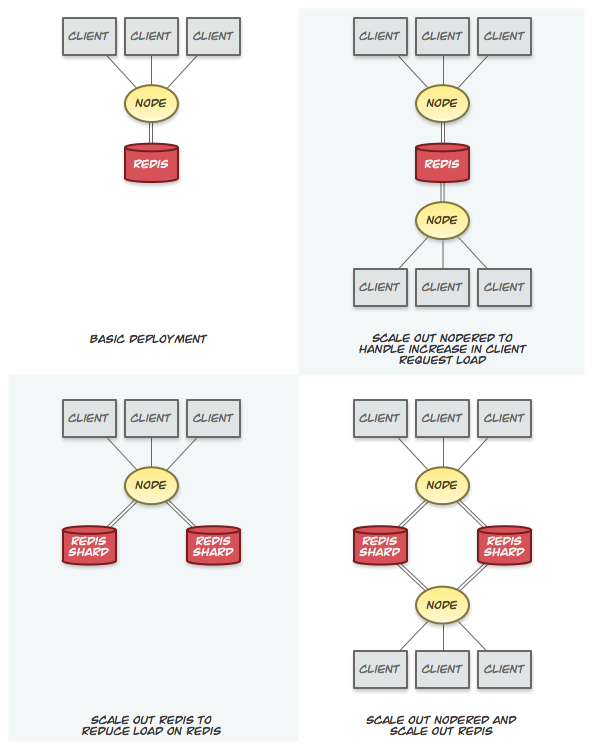 CLIENT CLIENT CLIENT
NODE
REDIS
BASIC DEPLOYMENT
CLIENT CLIENT CLIENT
NODE
REDIS
NODE
CLIENT CLIENT CLIENT
SCALE OUT NODERED TO
HANDLE INCREASE IN CLIENT
REQUEST LOAD
CLIENT CLIENT CLIENT
NODE
REDIS SHARD
REDIS SHARD
SCALE OUT REDIS TO
REDUCE LOAD ON REDIS
CLIENT CLIENT CLIENT
NODE
REDIS SHARD
REDIS SHARD
NODE
CLIENT CLIENT CLIENT
SCALE OUT NODERED AND
SCALE OUT REDIS